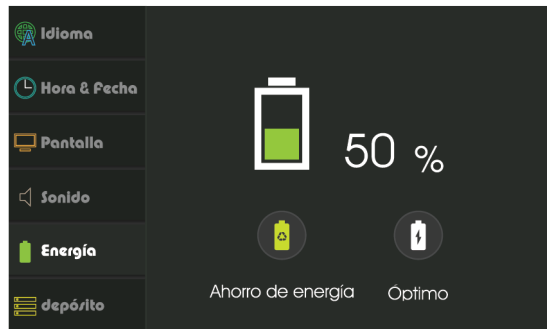 Idioma
Hora & Fecha
Pantalla
Sonido
Energía
depósito
50 %
Ahorro de energía
Óptimo